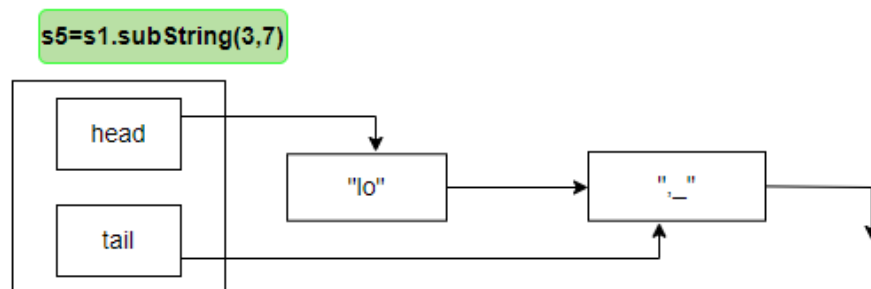 s5=s1.subString(3,7)
head
"lo"
",_"
tail